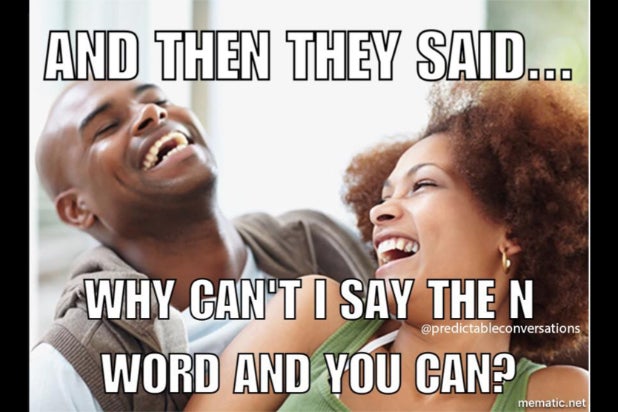 AND THEN THEY SAID...
WHY CAN'T I SAY THE N
@predictableconversations
WORD AND YOU CAN?
mematic.net